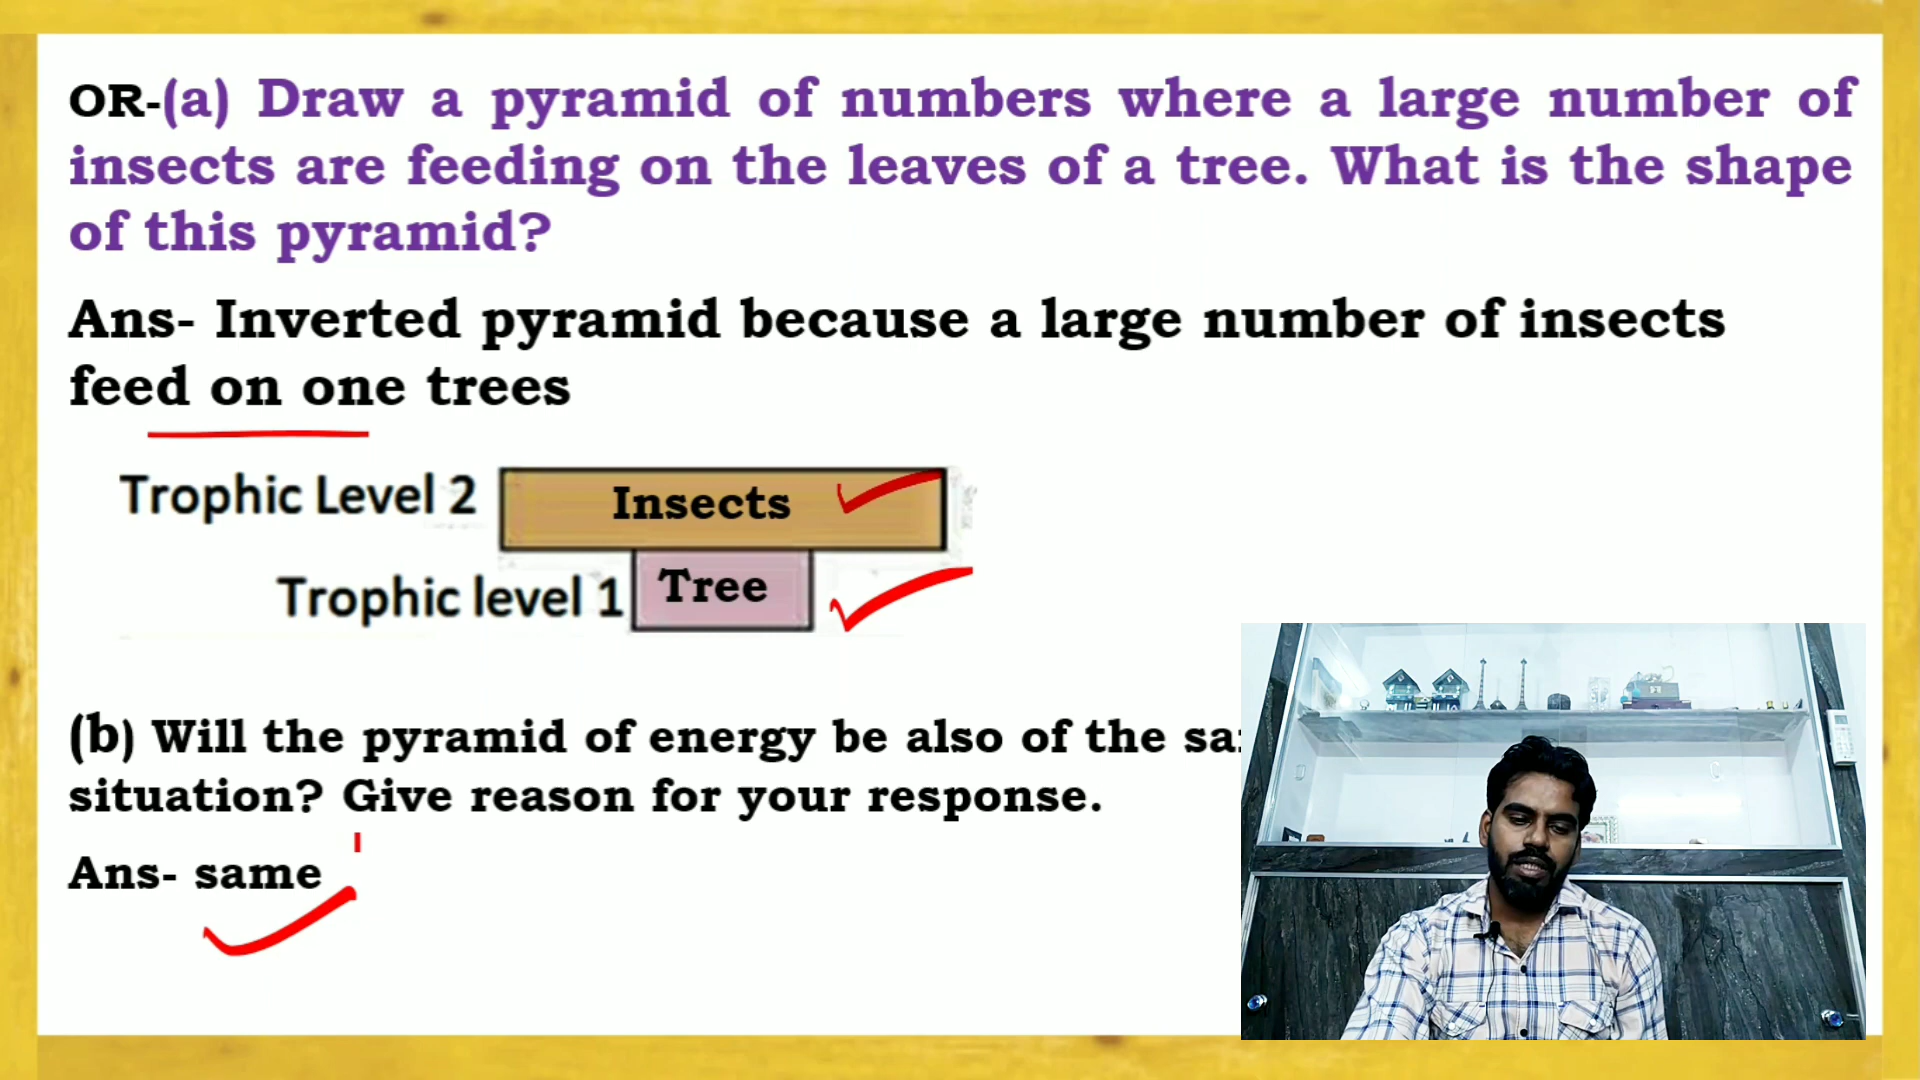 OR-(a) Draw a pyramid of numbers where a large number of
insects are feeding on the leaves of a tree. What is the shape
of this pyramid?
Ans- Inverted pyramid because a large number of insects
feed on one trees
Trophic Level 2
Insects
Trophic level 1
Tree
(b) Will the pyramid of energy be also of the
situation? Give reason for your response.
Ans- same